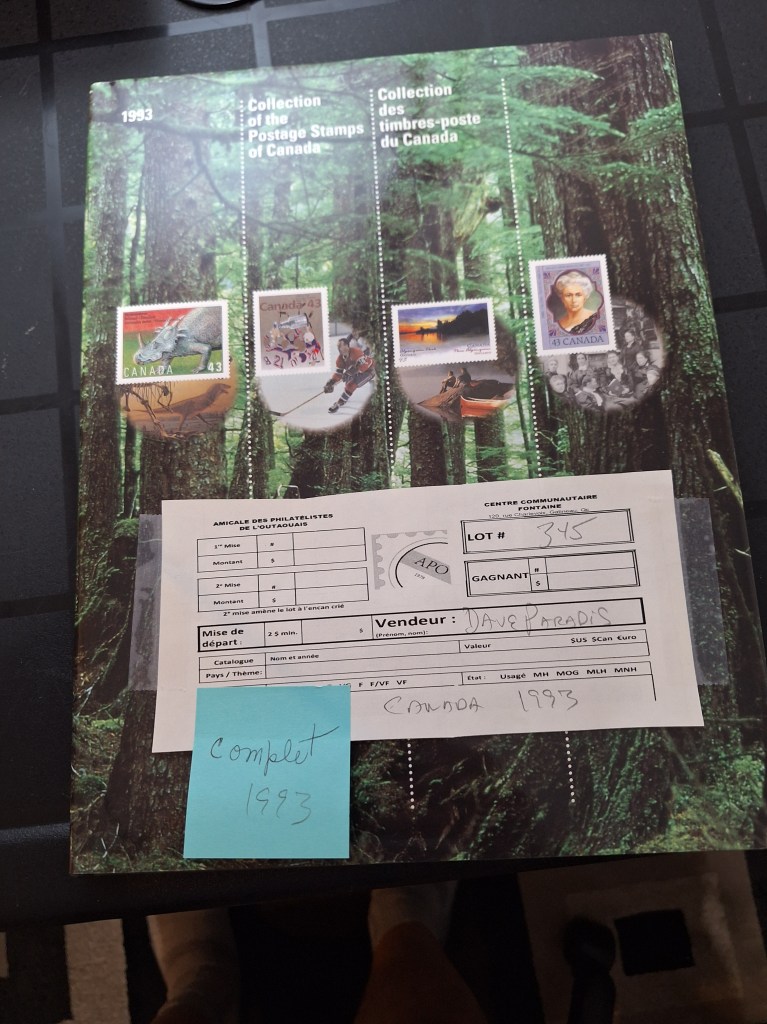 1993
Collection
of the
Postage Stamps
of Canada
Collection
des
timbres-poste
du Canada
CANADA 43
Canada 43
43 CANADA
AMICALE DES PHILATÉLISTES
DE L'OUTAOUAIS
1re Mise #
Montant $
2e Mise #
Montant $
2e mise amène le lot à l'encan crié
APO
CENTRE COMMUNAUTAIRE
FONTAINE
LOT # 345
GAGNANT # $
Mise de
départ : 2 $ min. $
Vendeur : DAVE PARADIS
(Prénom, nom):
Catalogue Nom et année Valeur $US $Can €uro
Pays / Thème:
F F/VF VF État : Usagé MH MOG MLH MNH
CANADA 1993
Complet
1993